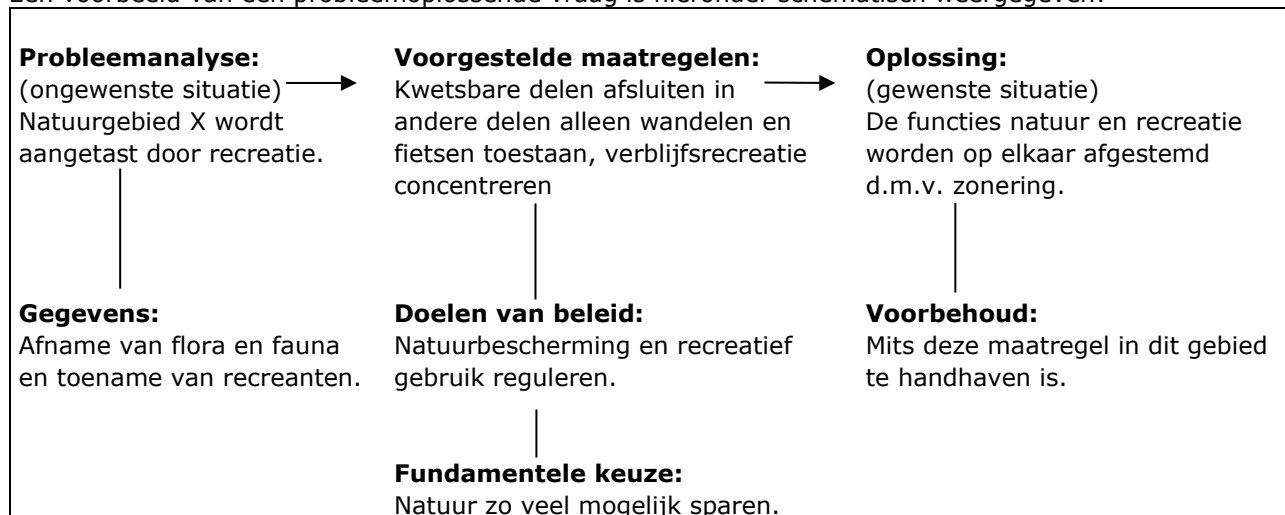 Een voorbeeld van een probleemoplossende vraag is hieronder schematisch weergegeven:
Probleemanalyse:
(ongewenste situatie)
Natuurgebied X wordt
aangetast door recreatie.
Voorgestelde maatregelen:
Kwetsbare delen afsluiten in
andere delen alleen wandelen en
fietsen toestaan, verblijfsrecreatie
concentreren
Oplossing:
(gewenste situatie)
De functies natuur en recreatie
worden op elkaar afgestemd
d.m.v. zonering.
Gegevens:
Afname van flora en fauna
en toename van recreanten.
Doelen van beleid:
Natuurbescherming en recreatief
gebruik reguleren.
Voorbehoud:
Mits deze maatregel in dit gebied
te handhaven is.
Fundamentele keuze:
Natuur zo veel mogelijk sparen.